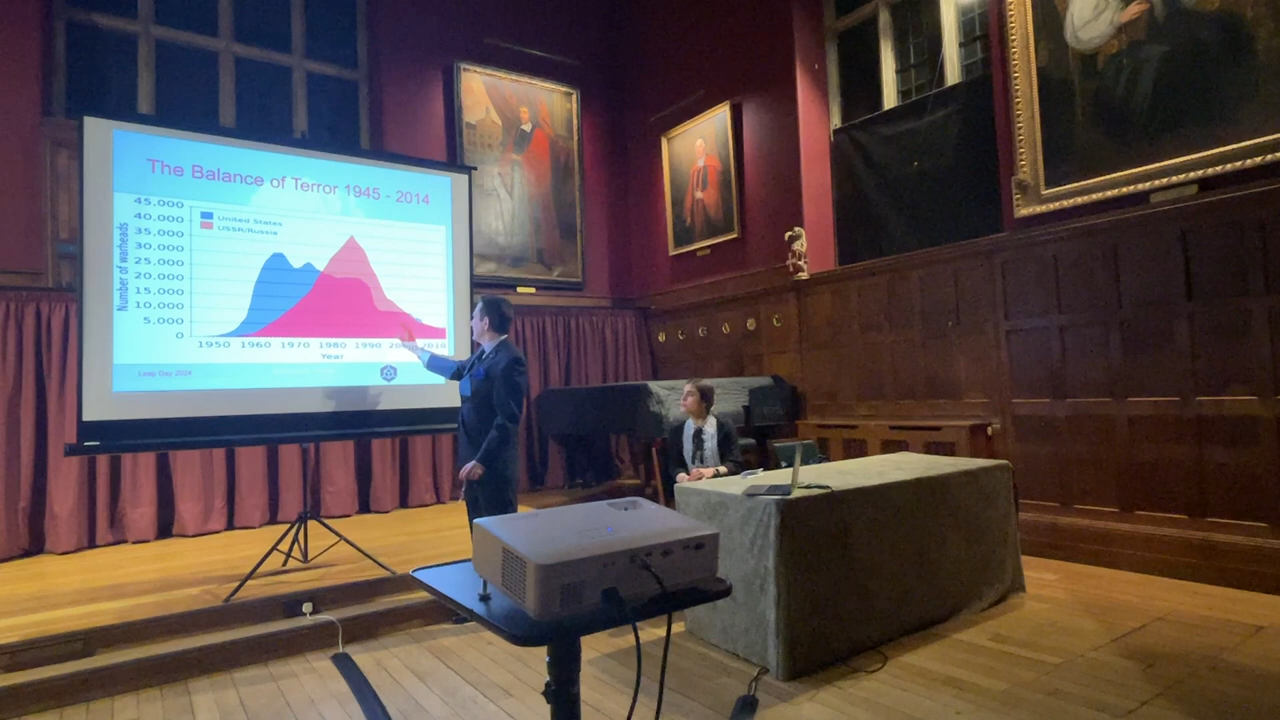 The Balance of Terror 1945 - 2014
45,000
40,000
35,000
30,000
25,000
20,000
15,000
10,000
5,000
0
Number of warheads
United States
USSR/Russia
1950 1960 1970 1980 1990 2010
Year
Leap Day 2024